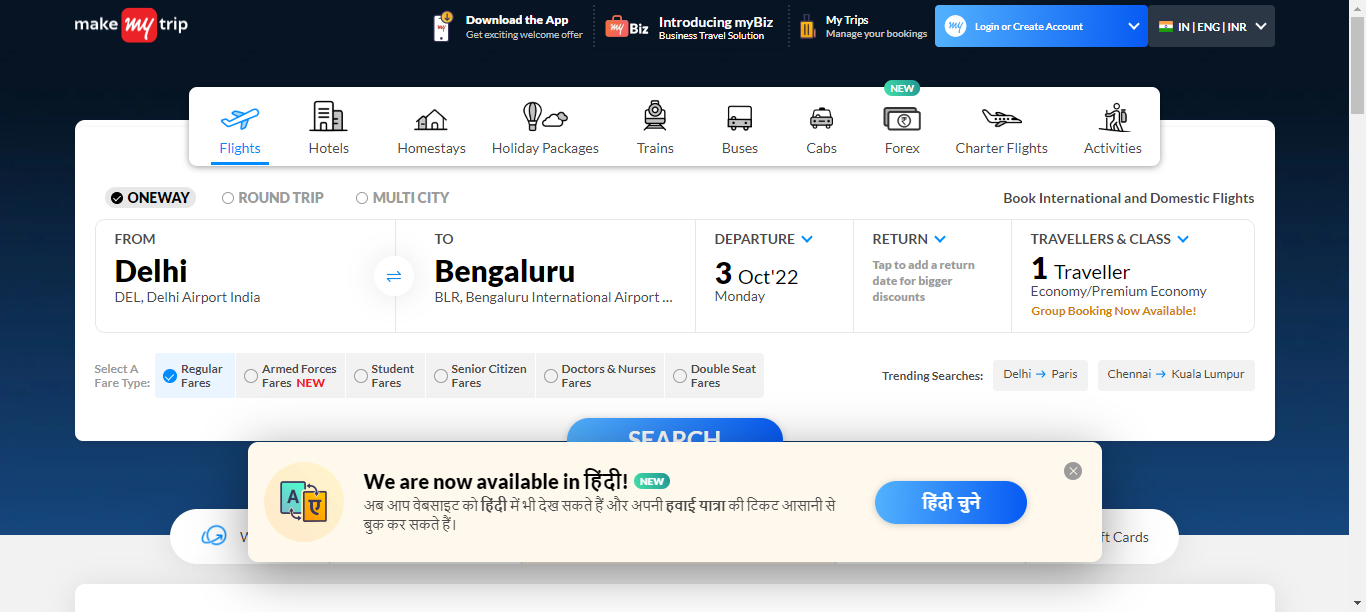 make my trip
Download the App
Get exciting welcome offer
my Biz
Introducing myBiz
Business Travel Solution
My Trips
Manage your bookings
my Login or Create Account
IN | ENG | INR
NEW
Flights Hotels Homestays Holiday Packages Trains Buses Cabs Forex Charter Flights Activities
ONEWAY ROUND TRIP MULTI CITY Book International and Domestic Flights
FROM
Delhi
DEL, Delhi Airport India
TO
Bengaluru
BLR, Bengaluru International Airport ...
DEPARTURE
3 Oct'22
Monday
RETURN
Tap to add a return
date for bigger
discounts
TRAVELLERS & CLASS
1 Traveller
Economy/Premium Economy
Group Booking Now Available!
Select A
Fare Type:
Regular
Fares
Armed Forces
Fares NEW
Student
Fares
Senior Citizen
Fares
Doctors & Nurses
Fares
Double Seat
Fares
Trending Searches: Delhi → Paris Chennai → Kuala Lumpur
SEARCH
We are now available in हिंदी! NEW
अब आप वेबसाइट को हिंदी में भी देख सकते हैं और अपनी हवाई यात्रा की टिकट आसानी से
बुक कर सकते हैं।
A ए
हिंदी चुने
ft Cards